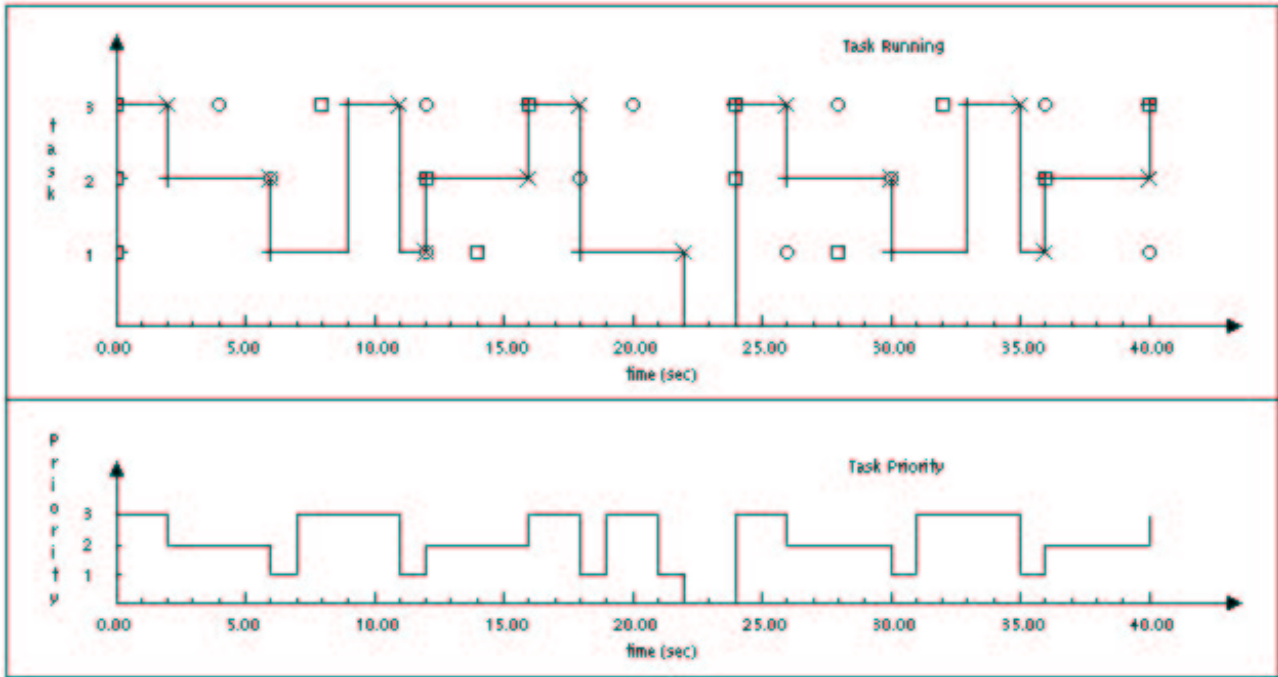 Task Running
task
3
2
1
0.00 5.00 10.00 15.00 20.00 25.00 30.00 35.00 40.00
time (sec)
Task Priority
Priority
3
2
1
0.00 5.00 10.00 15.00 20.00 25.00 30.00 35.00 40.00
time (sec)